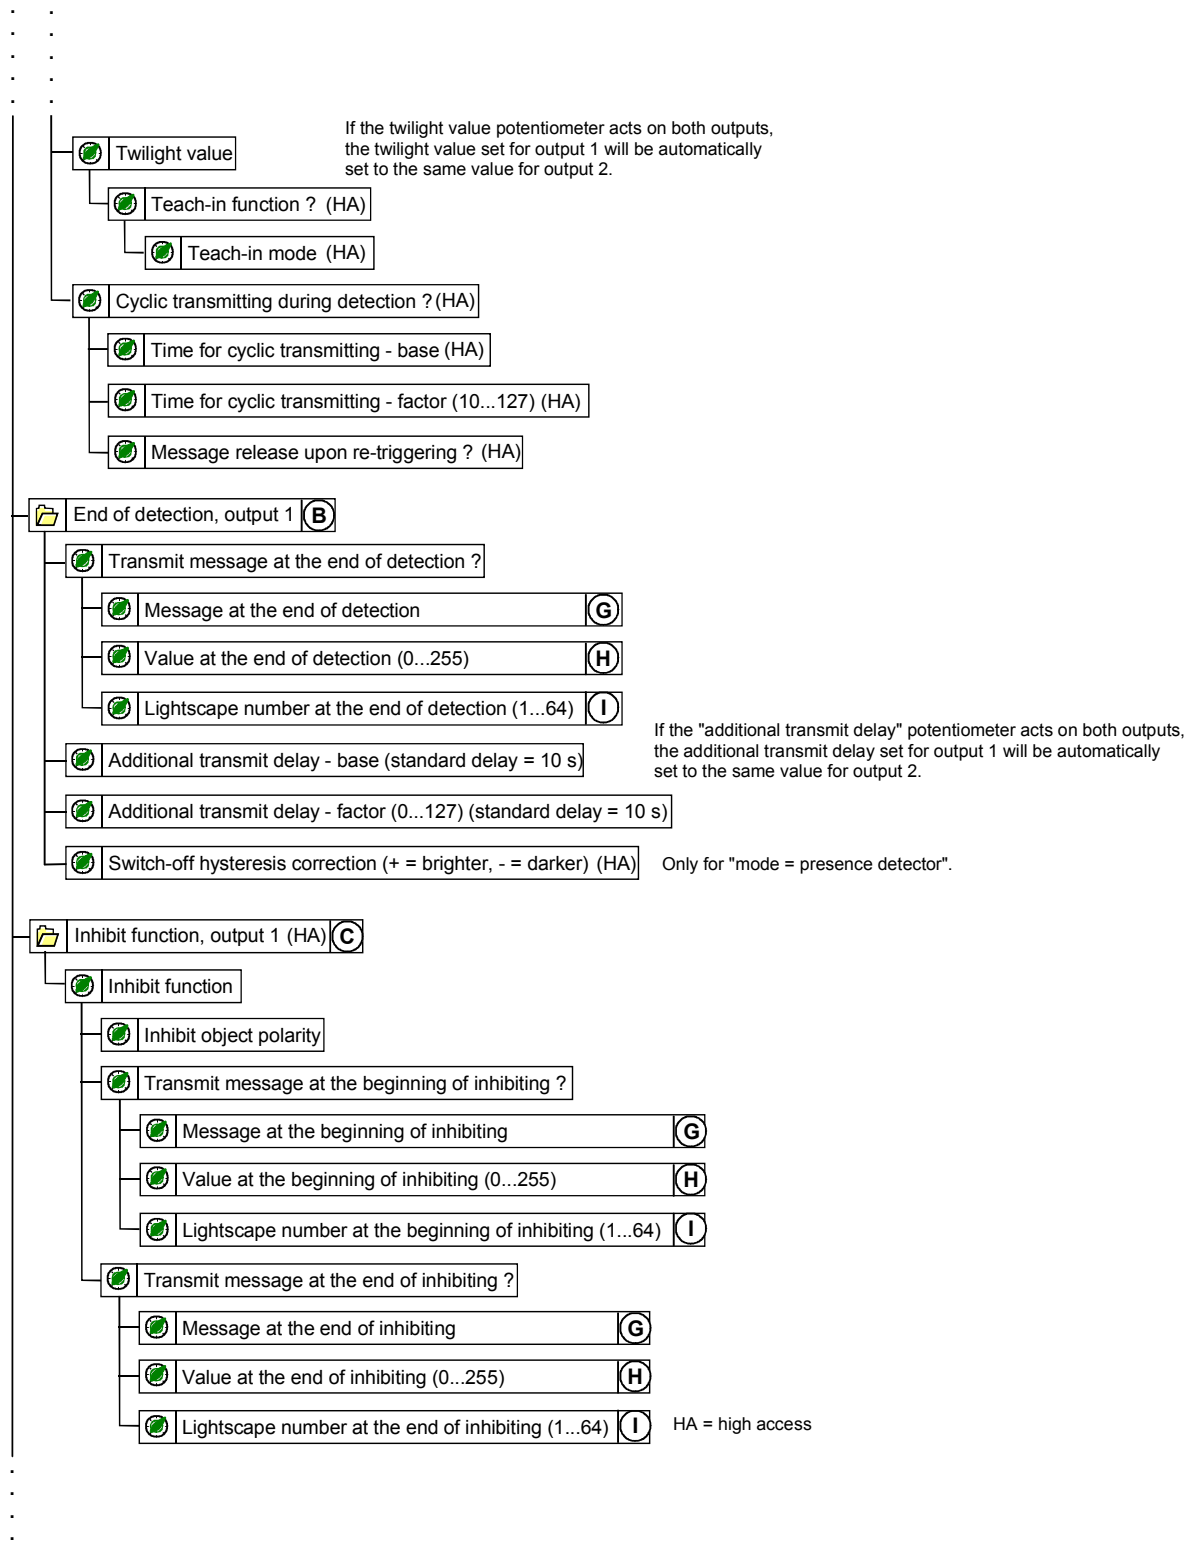 If the twilight value potentiometer acts on both outputs,
the twilight value set for output 1 will be automatically
set to the same value for output 2.
Twilight value
Teach-in function ? (HA)
Teach-in mode (HA)
Cyclic transmitting during detection ? (HA)
Time for cyclic transmitting - base (HA)
Time for cyclic transmitting - factor (10...127) (HA)
Message release upon re-triggering ? (HA)
End of detection, output 1 B
Transmit message at the end of detection ?
Message at the end of detection G
Value at the end of detection (0...255) H
Lightscape number at the end of detection (1...64) I
If the "additional transmit delay" potentiometer acts on both outputs,
the additional transmit delay set for output 1 will be automatically
set to the same value for output 2.
Additional transmit delay - base (standard delay = 10 s)
Additional transmit delay - factor (0...127) (standard delay = 10 s)
Switch-off hysteresis correction (+ = brighter, - = darker) (HA) Only for "mode = presence detector".
Inhibit function, output 1 (HA) C
Inhibit function
Inhibit object polarity
Transmit message at the beginning of inhibiting ?
Message at the beginning of inhibiting G
Value at the beginning of inhibiting (0...255) H
Lightscape number at the beginning of inhibiting (1...64) I
Transmit message at the end of inhibiting ?
Message at the end of inhibiting G
Value at the end of inhibiting (0...255) H
Lightscape number at the end of inhibiting (1...64) I HA = high access